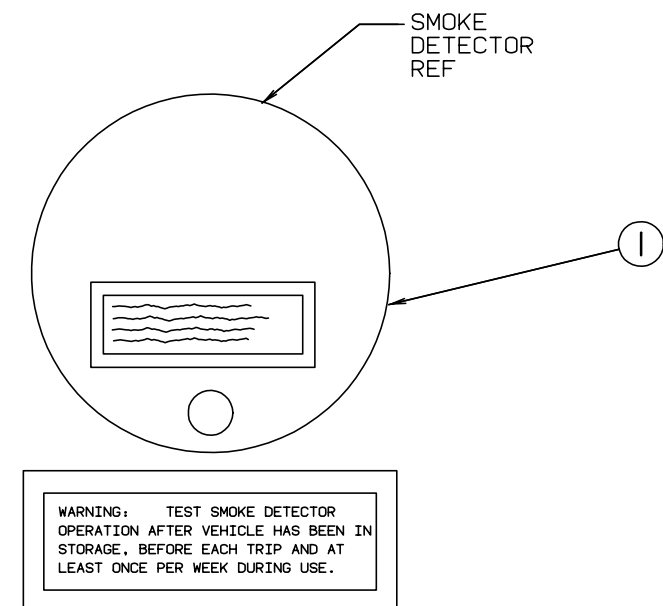 SMOKE
DETECTOR
REF
1
WARNING: TEST SMOKE DETECTOR
OPERATION AFTER VEHICLE HAS BEEN IN
STORAGE, BEFORE EACH TRIP AND AT
LEAST ONCE PER WEEK DURING USE.